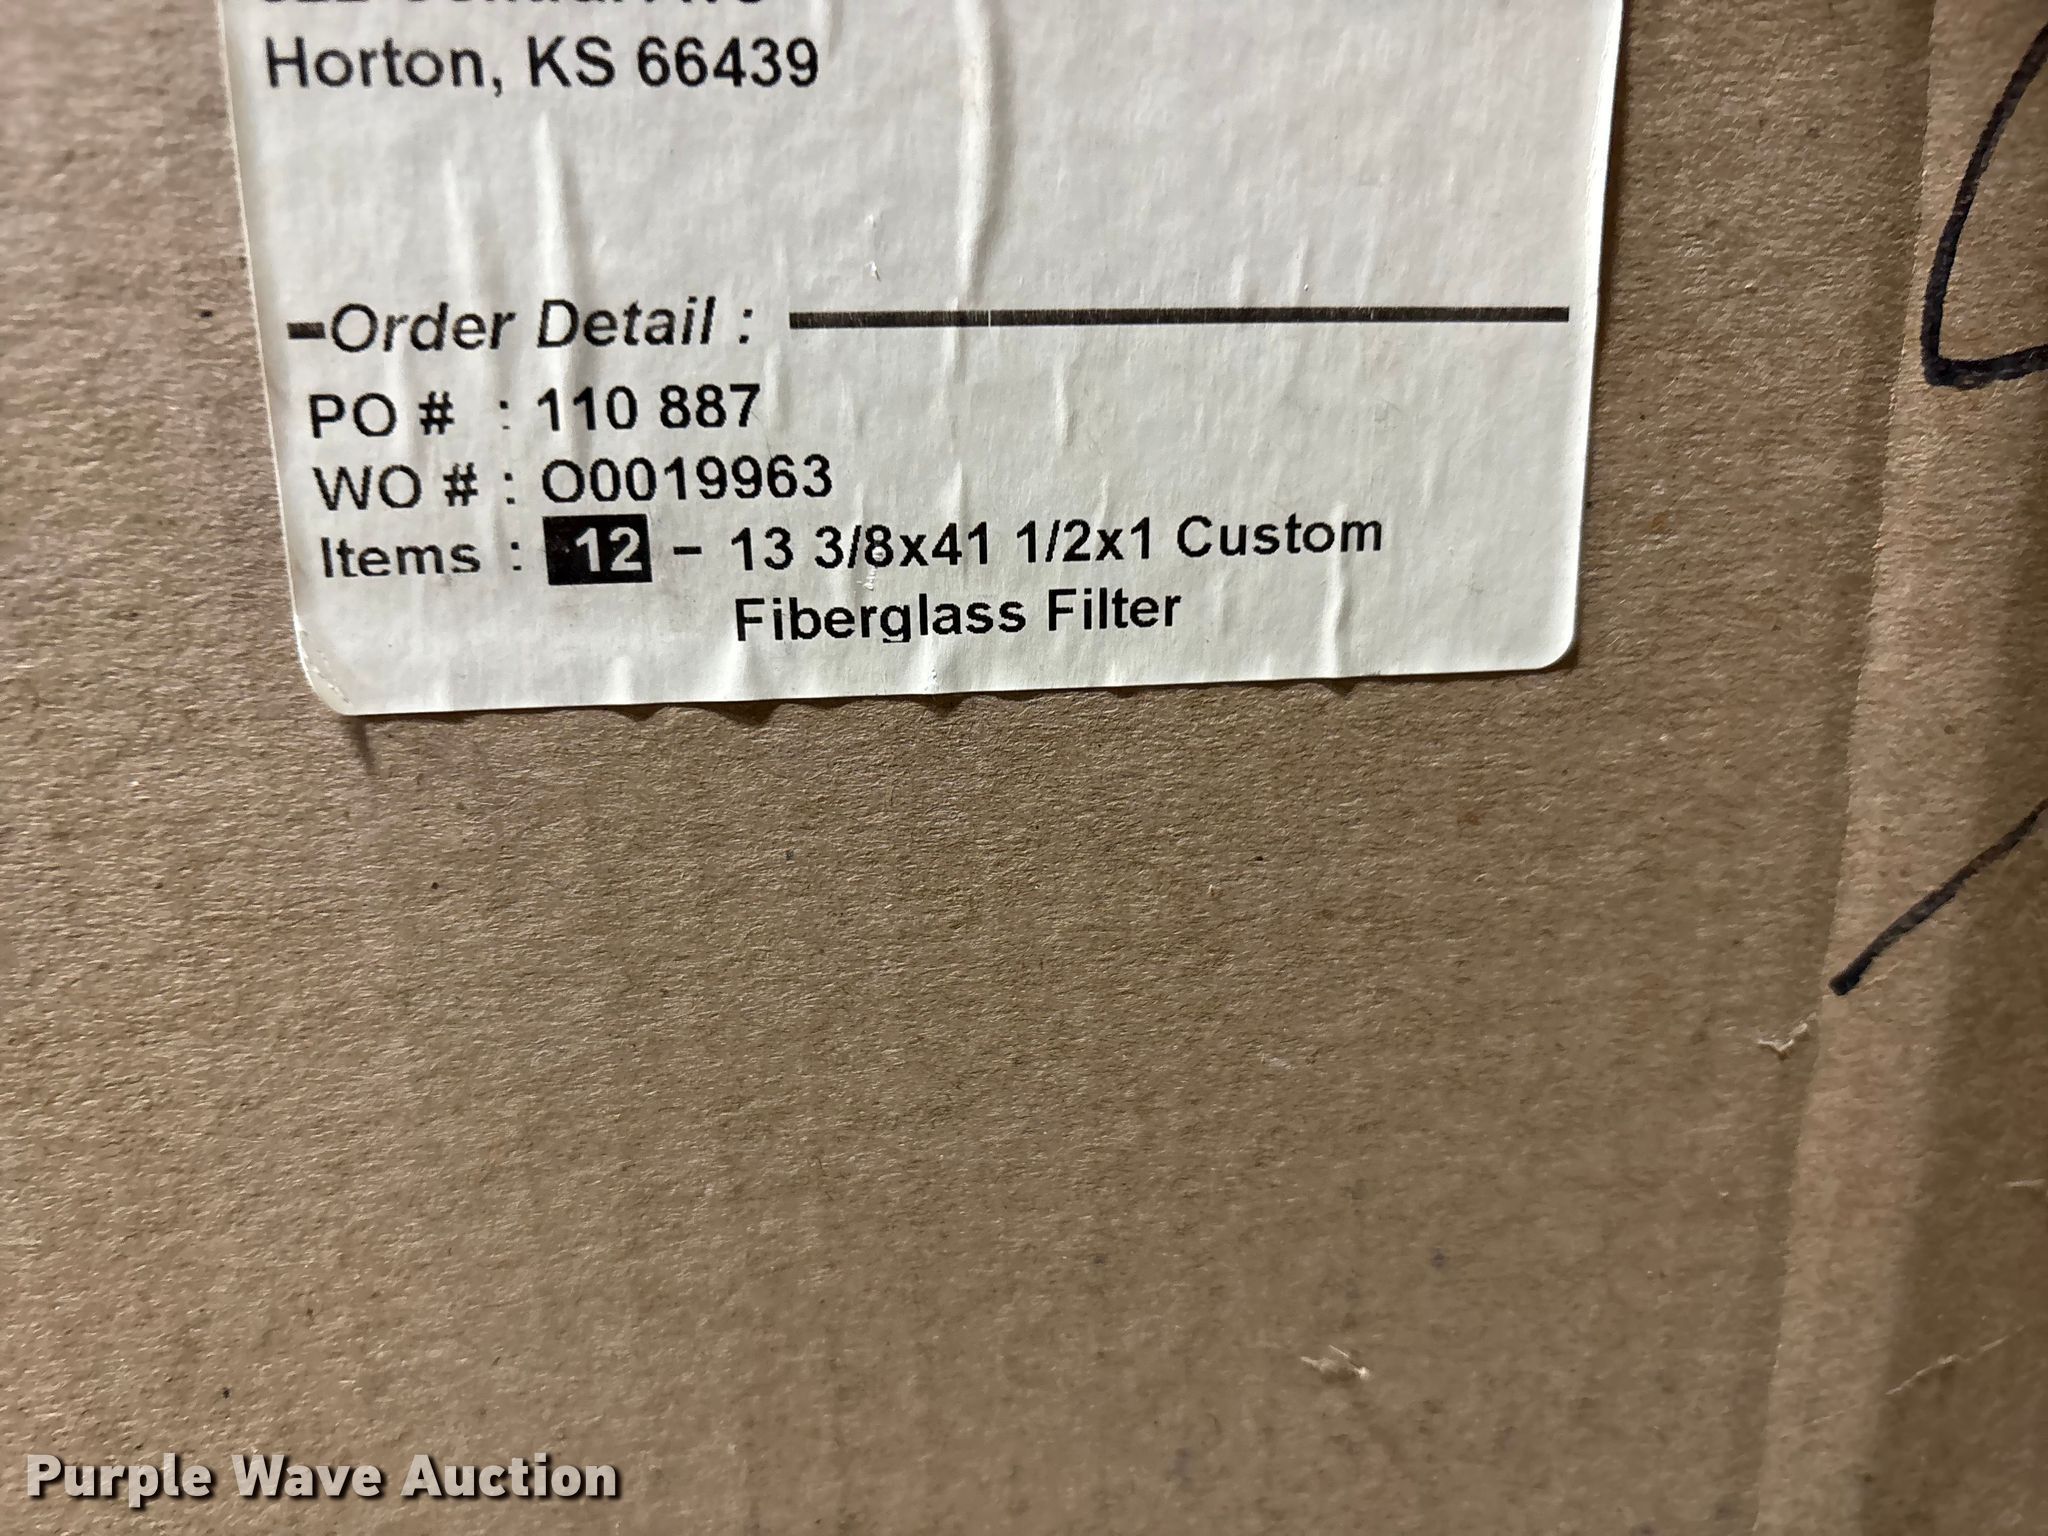 Horton, KS 66439
Order Detail :
PO # : 110 887
WO # : O0019963
Items : 12 - 13 3/8x41 1/2x1 Custom
Fiberglass Filter
Purple Wave Auction